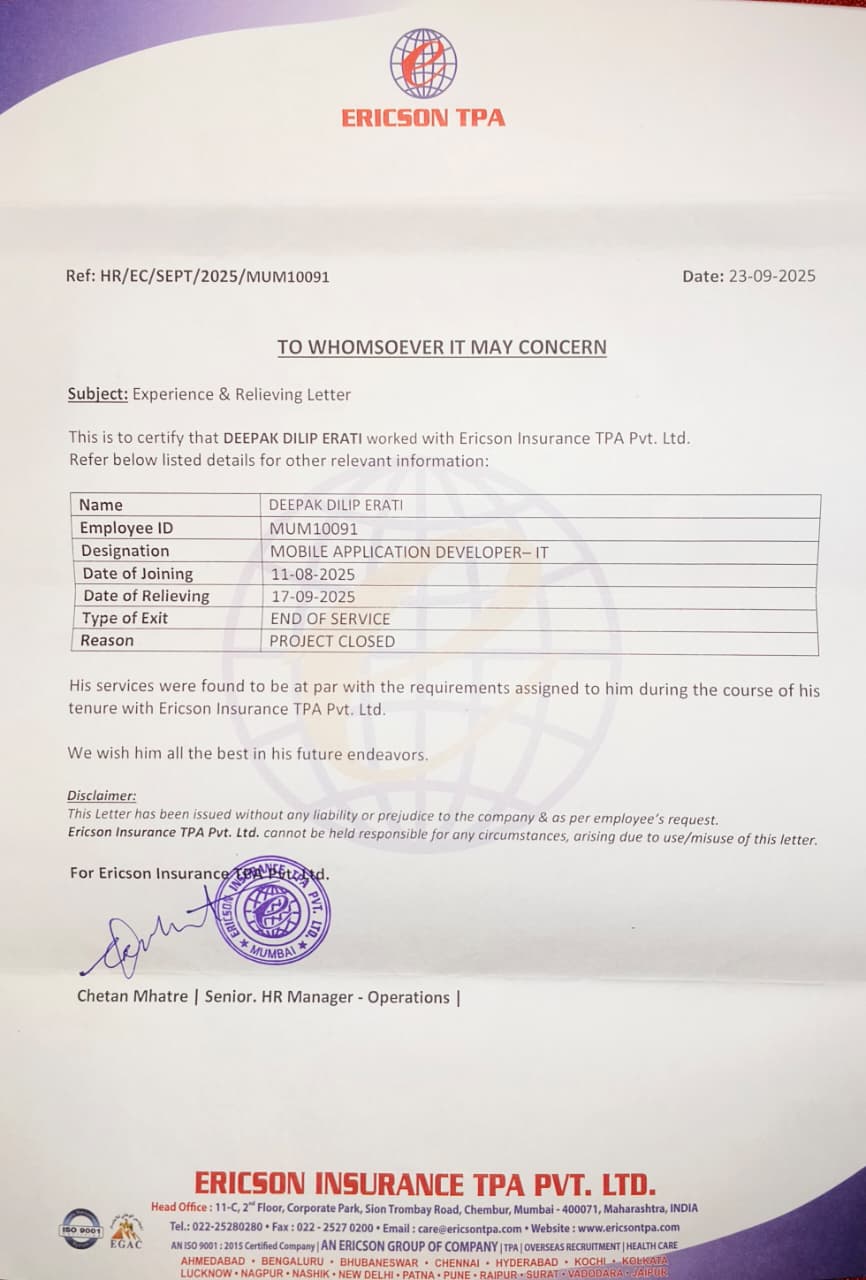 ERICSON TPA
Ref: HR/EC/SEPT/2025/MUM10091 Date: 23-09-2025
TO WHOMSOEVER IT MAY CONCERN
Subject: Experience & Relieving Letter
This is to certify that DEEPAK DILIP ERATI worked with Ericson Insurance TPA Pvt. Ltd.
Refer below listed details for other relevant information:
Name DEEPAK DILIP ERATI
Employee ID MUM10091
Designation MOBILE APPLICATION DEVELOPER– IT
Date of Joining 11-08-2025
Date of Relieving 17-09-2025
Type of Exit END OF SERVICE
Reason PROJECT CLOSED
His services were found to be at par with the requirements assigned to him during the course of his
tenure with Ericson Insurance TPA Pvt. Ltd.
We wish him all the best in his future endeavors.
Disclaimer:
This Letter has been issued without any liability or prejudice to the company & as per employee's request.
Ericson Insurance TPA Pvt. Ltd. cannot be held responsible for any circumstances, arising due to use/misuse of this letter.
For Ericson Insurance TPA Pvt. Ltd.
ERICSON INSURANCE TPA PVT. LTD.
★ MUMBAI ★
Chetan Mhatre | Senior. HR Manager - Operations |
ERICSON INSURANCE TPA PVT. LTD.
Head Office : 11-C, 2nd Floor, Corporate Park, Sion Trombay Road, Chembur, Mumbai - 400071, Maharashtra, INDIA
Tel.: 022-25280280 • Fax : 022 - 2527 0200 • Email : care@ericsontpa.com • Website : www.ericsontpa.com
ISO 9001
EGAC
AN ISO 9001 : 2015 Certified Company | AN ERICSON GROUP OF COMPANY | TPA | OVERSEAS RECRUITMENT | HEALTH CARE
AHMEDABAD • BENGALURU • BHUBANESWAR • CHENNAI • HYDERABAD • KOCHI • KOLKATA
LUCKNOW • NAGPUR • NASHIK • NEW DELHI • PATNA • PUNE • RAIPUR • SURAT • VADODARA • JAIPUR